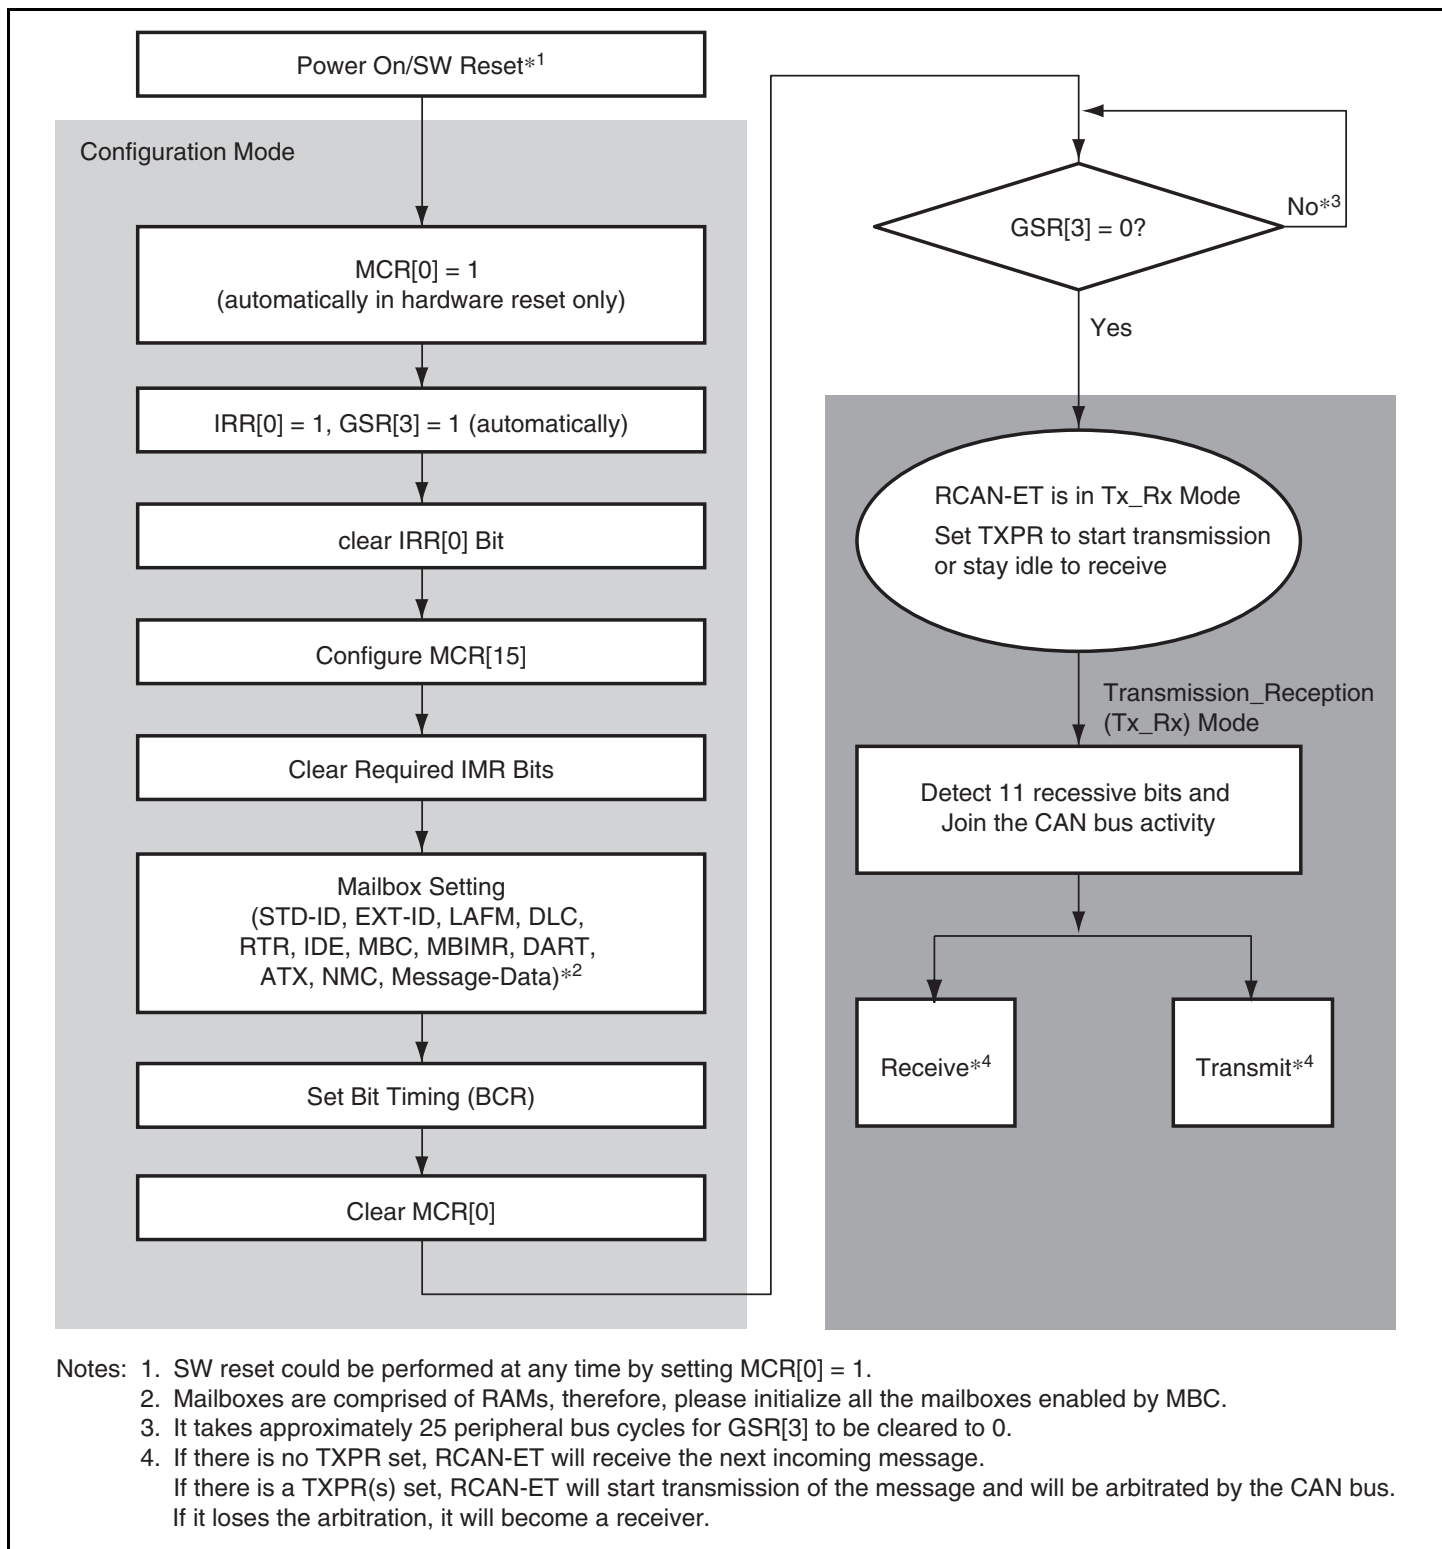 Power On/SW Reset*1
Configuration Mode
MCR[0] = 1
(automatically in hardware reset only)
IRR[0] = 1, GSR[3] = 1 (automatically)
clear IRR[0] Bit
Configure MCR[15]
Clear Required IMR Bits
Mailbox Setting
(STD-ID, EXT-ID, LAFM, DLC,
RTR, IDE, MBC, MBIMR, DART,
ATX, NMC, Message-Data)*2
Set Bit Timing (BCR)
Clear MCR[0]
GSR[3] = 0?
No*3
Yes
RCAN-ET is in Tx_Rx Mode
Set TXPR to start transmission
or stay idle to receive
Transmission_Reception
(Tx_Rx) Mode
Detect 11 recessive bits and
Join the CAN bus activity
Receive*4
Transmit*4
Notes: 1. SW reset could be performed at any time by setting MCR[0] = 1.
2. Mailboxes are comprised of RAMs, therefore, please initialize all the mailboxes enabled by MBC.
3. It takes approximately 25 peripheral bus cycles for GSR[3] to be cleared to 0.
4. If there is no TXPR set, RCAN-ET will receive the next incoming message.
If there is a TXPR(s) set, RCAN-ET will start transmission of the message and will be arbitrated by the CAN bus.
If it loses the arbitration, it will become a receiver.